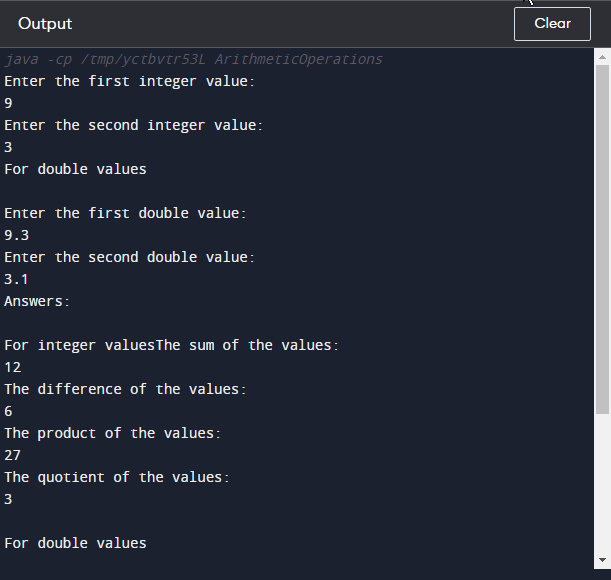 Output
Clear
java -cp /tmp/yctbvtr53L ArithmeticOperations
Enter the first integer value:
9
Enter the second integer value:
3
For double values
Enter the first double value:
9.3
Enter the second double value:
3.1
Answers:
For integer valuesThe sum of the values:
12
The difference of the values:
6
The product of the values:
27
The quotient of the values:
3
For double values